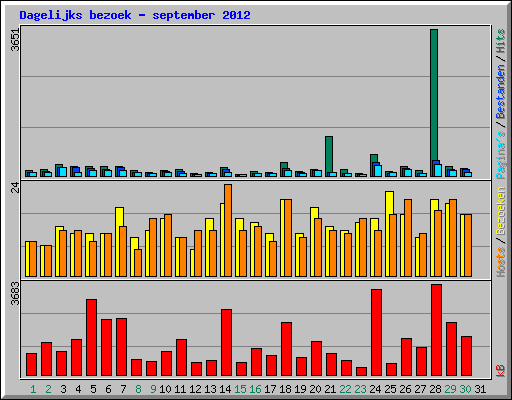 Dagelijks bezoek - september 2012
3651
24
3683
Pagina's / Bestanden / Hits
Hosts / Bezoeken
kB
1 2 3 4 5 6 7 8 9 10 11 12 13 14 15 16 17 18 19 20 21 22 23 24 25 26 27 28 29 30 31